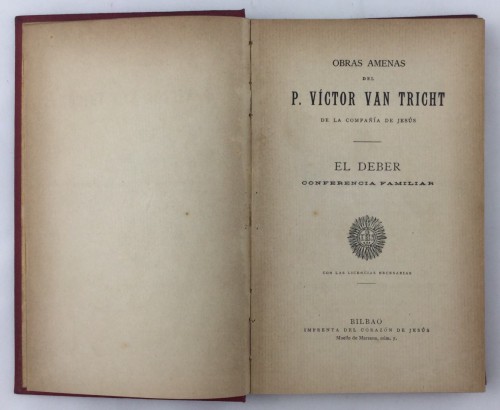 OBRAS AMENAS
DEL
P. VÍCTOR VAN TRICHT
DE LA COMPAÑÍA DE JESÚS
EL DEBER
CONFERENCIA FAMILIAR
CON LAS LICENCIAS NECESARIAS
BILBAO
IMPRENTA DEL CORAZÓN DE JESÚS
Muelle de Marzana, núm. 7.